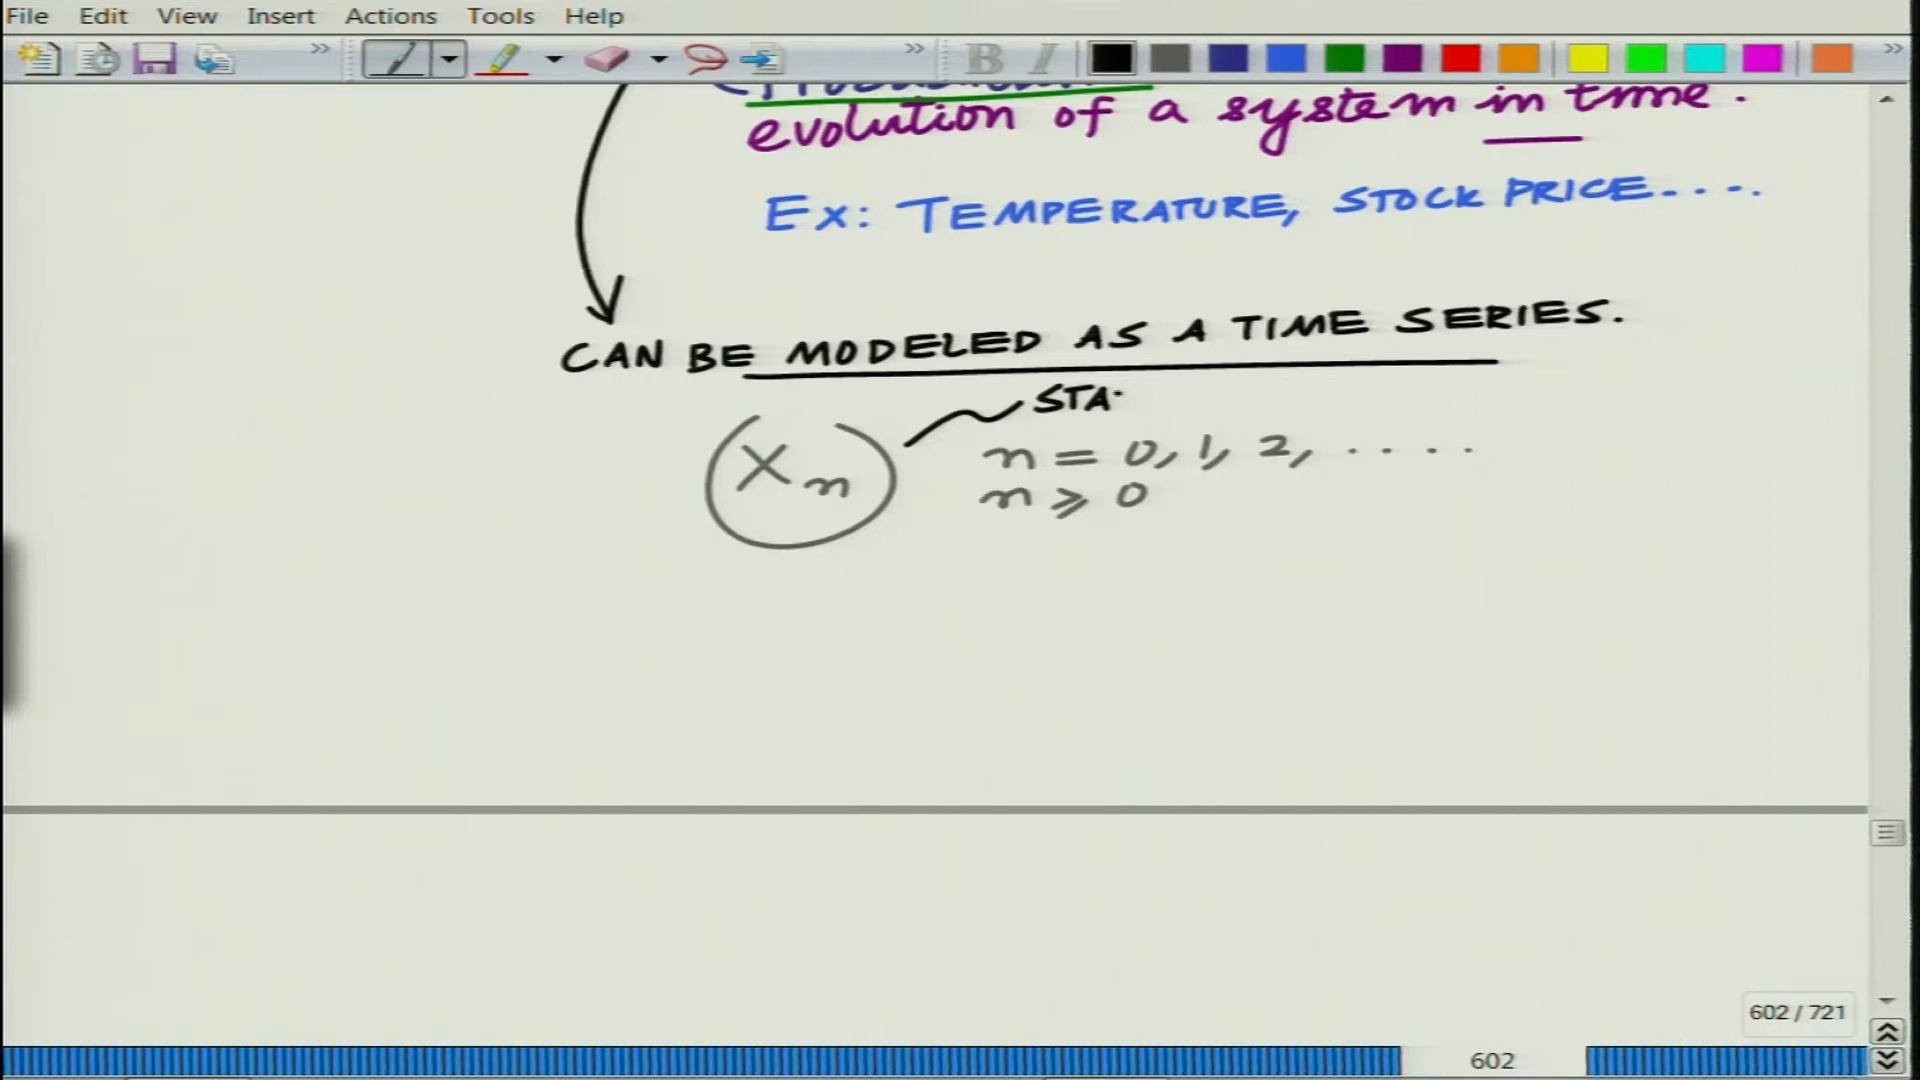 File Edit View Insert Actions Tools Help
B I
evolution of a system in time.
Ex: TEMPERATURE, STOCK PRICE....
CAN BE MODELED AS A TIME SERIES.
STA
Xn n = 0, 1, 2, ....
n ⩾ 0
602 / 721
602